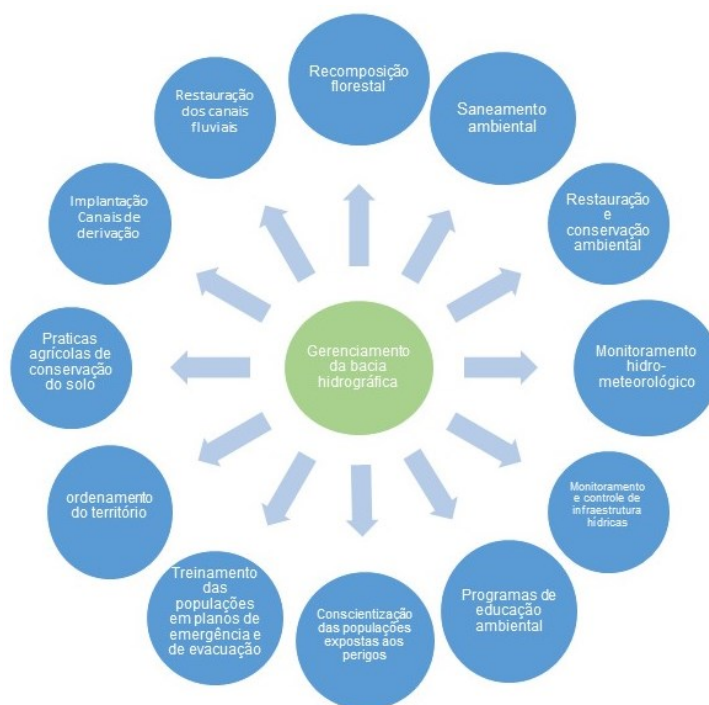 Recomposição
florestal
Saneamento
ambiental
Restauração
e
conservação
ambiental
Monitoramento
hidro-
meteorológico
Monitoramento
e controle de
infraestrutura
hídricas
Programas de
educação
ambiental
Conscientização
das populações
expostas aos
perigos
Treinamento
das
populações
em planos de
emergência e
de evacuação
ordenamento
do território
Praticas
agrícolas de
conservação
do solo
Implantação
Canais de
derivação
Restauração
dos canais
fluviais
Gerenciamento
da bacia
hidrográfica